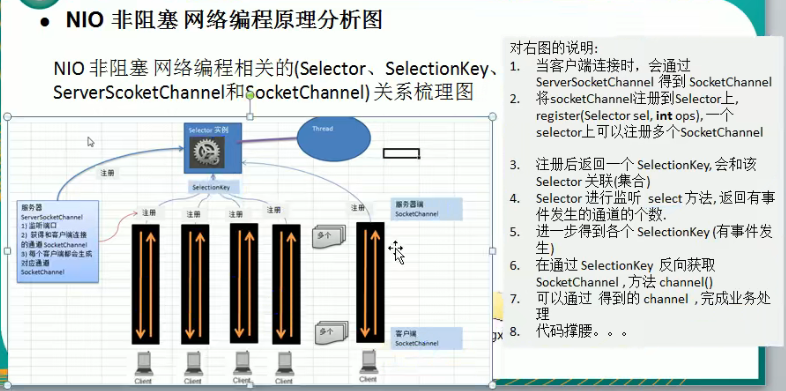 NIO 非阻塞 网络编程原理分析图
NIO 非阻塞 网络编程相关的(Selector、SelectionKey、
ServerScoketChannel和SocketChannel) 关系梳理图
Selector 实例
Thread
注册
SelectionKey
服务器
ServerSocketChannel
1) 监听端口
2) 获得和客户端连接
的通道 SocketChannel
3) 每个客户端都会生成
对应通道
SocketChannel
注册
注册
注册
注册
注册
服务器端
SocketChannel
多个
多个
客户端
SocketChannel
Client
Client
Client
Client
Client
对右图的说明:
1. 当客户端连接时，会通过
ServerSocketChannel 得到 SocketChannel
2. 将socketChannel注册到Selector上,
register(Selector sel, int ops), 一个
selector上可以注册多个SocketChannel
3. 注册后返回一个 SelectionKey, 会和该
Selector 关联(集合)
4. Selector 进行监听 select 方法, 返回有事
件发生的通道的个数.
5. 进一步得到各个 SelectionKey (有事件发
生)
6. 在通过 SelectionKey 反向获取
SocketChannel , 方法 channel()
7. 可以通过 得到的 channel , 完成业务处
理
8. 代码撑腰。。。